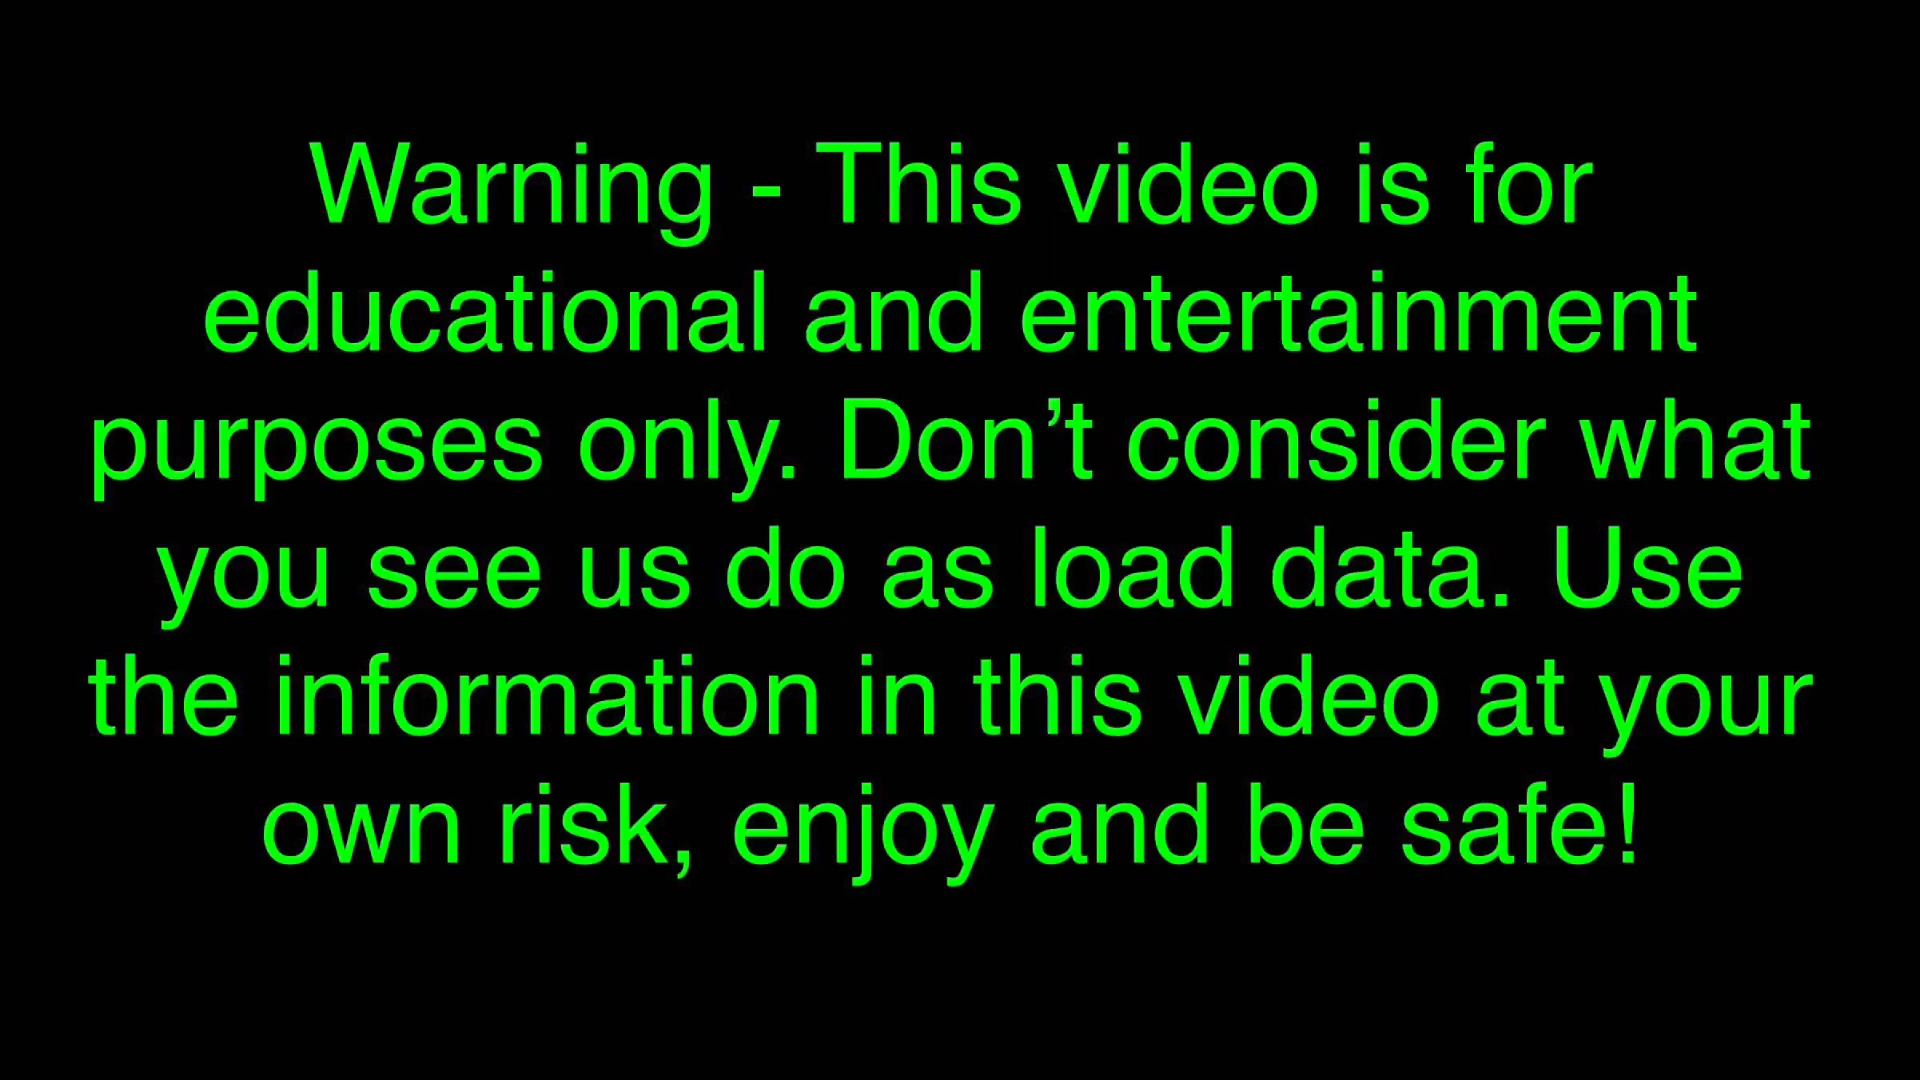 Warning - This video is for
educational and entertainment
purposes only. Don’t consider what
you see us do as load data. Use
the information in this video at your
own risk, enjoy and be safe!